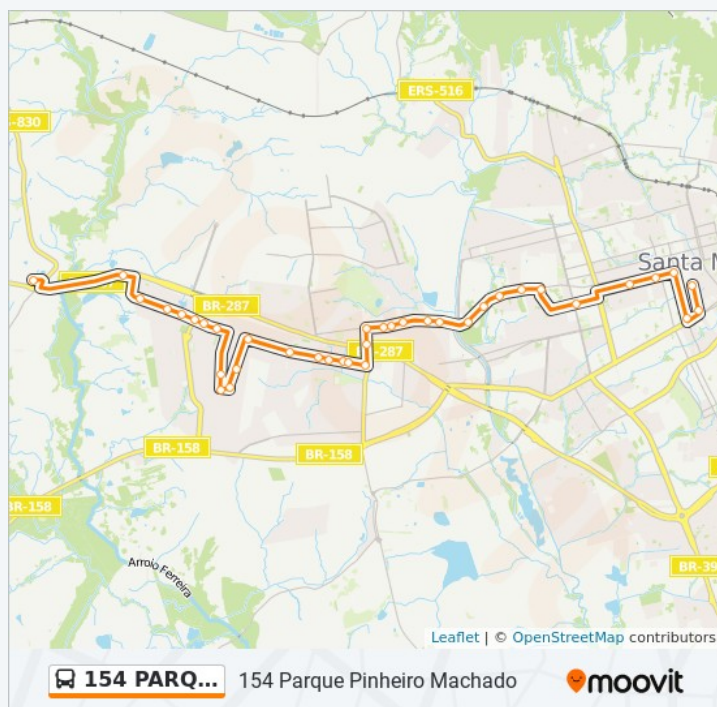 ERS-516
S-830
Santa M
BR-287
BR-287
BR-158
BR-158
BR-158
Arroio Ferreira
BR-39
Leaflet | © OpenStreetMap contributors
154 PARQ...
154 Parque Pinheiro Machado
moovit